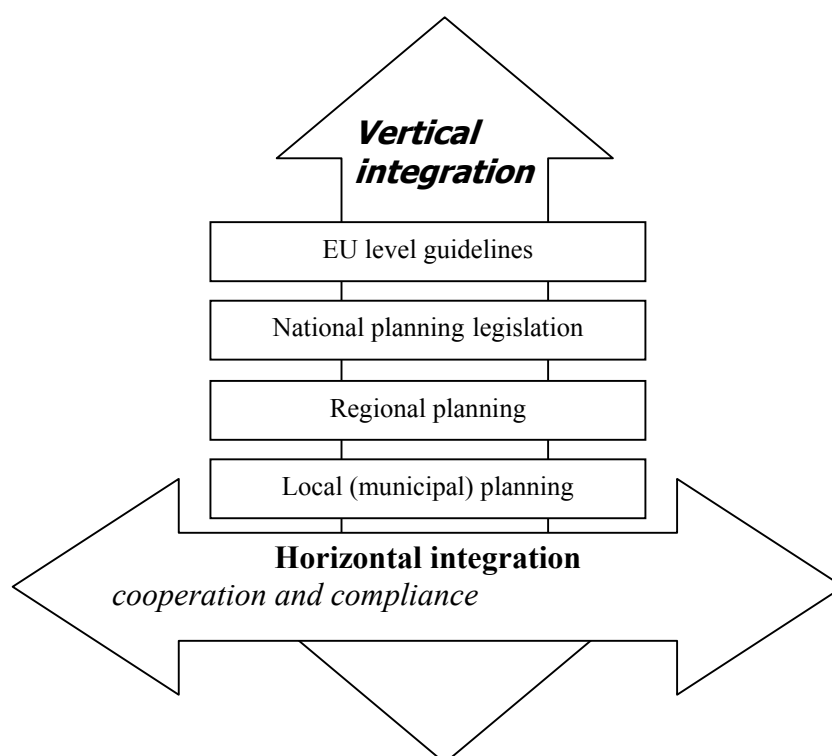 Vertical
integration
EU level guidelines
National planning legislation
Regional planning
Local (municipal) planning
Horizontal integration
cooperation and compliance